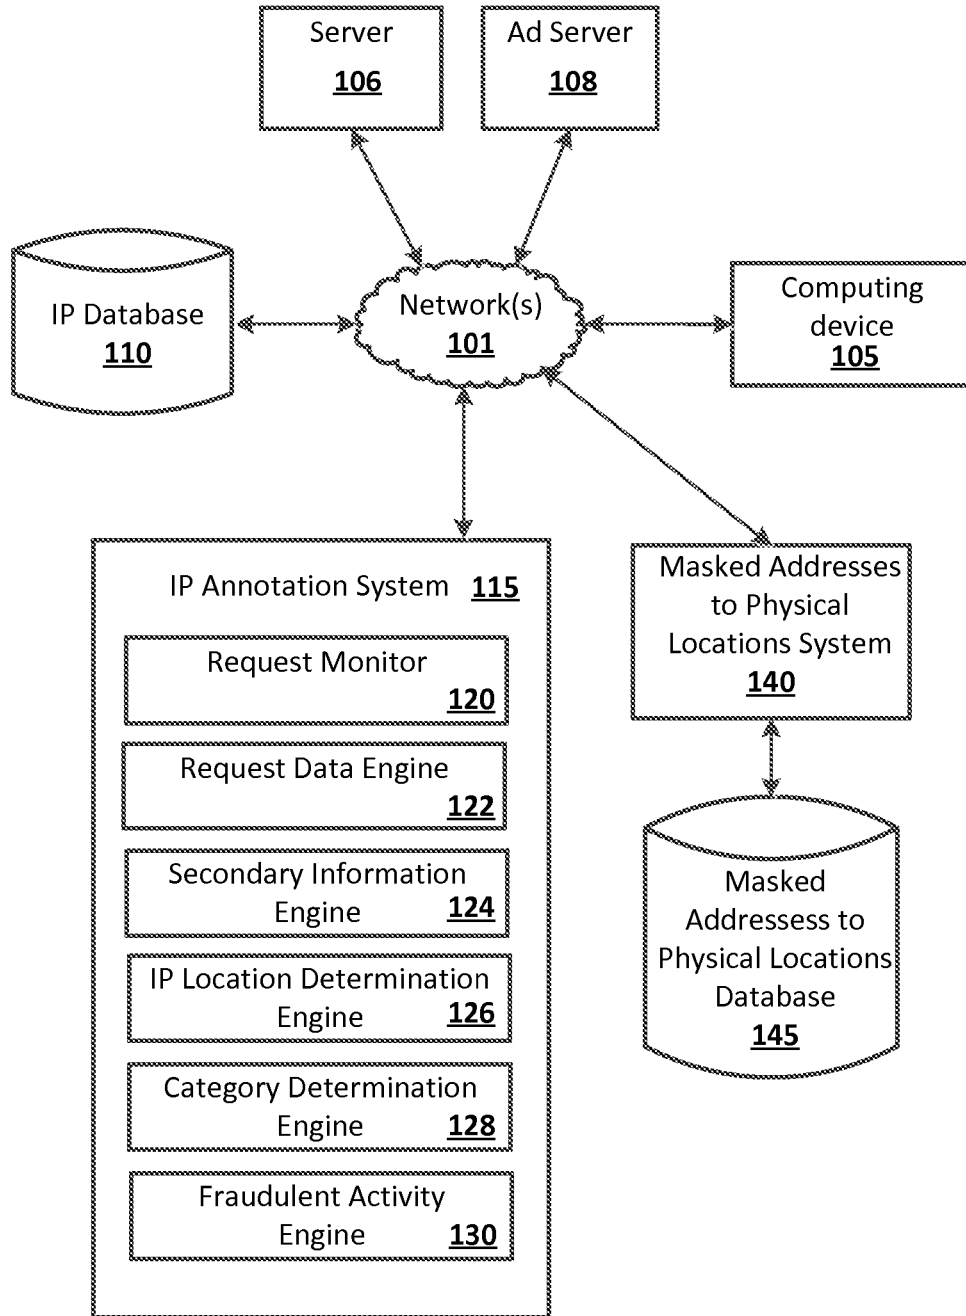 Server
106
Ad Server
108
IP Database
110
Network(s)
101
Computing
device
105
IP Annotation System 115
Request Monitor
120
Request Data Engine
122
Secondary Information
Engine 124
IP Location Determination
Engine 126
Category Determination
Engine 128
Fraudulent Activity
Engine 130
Masked Addresses
to Physical
Locations System
140
Masked
Addressess to
Physical Locations
Database
145